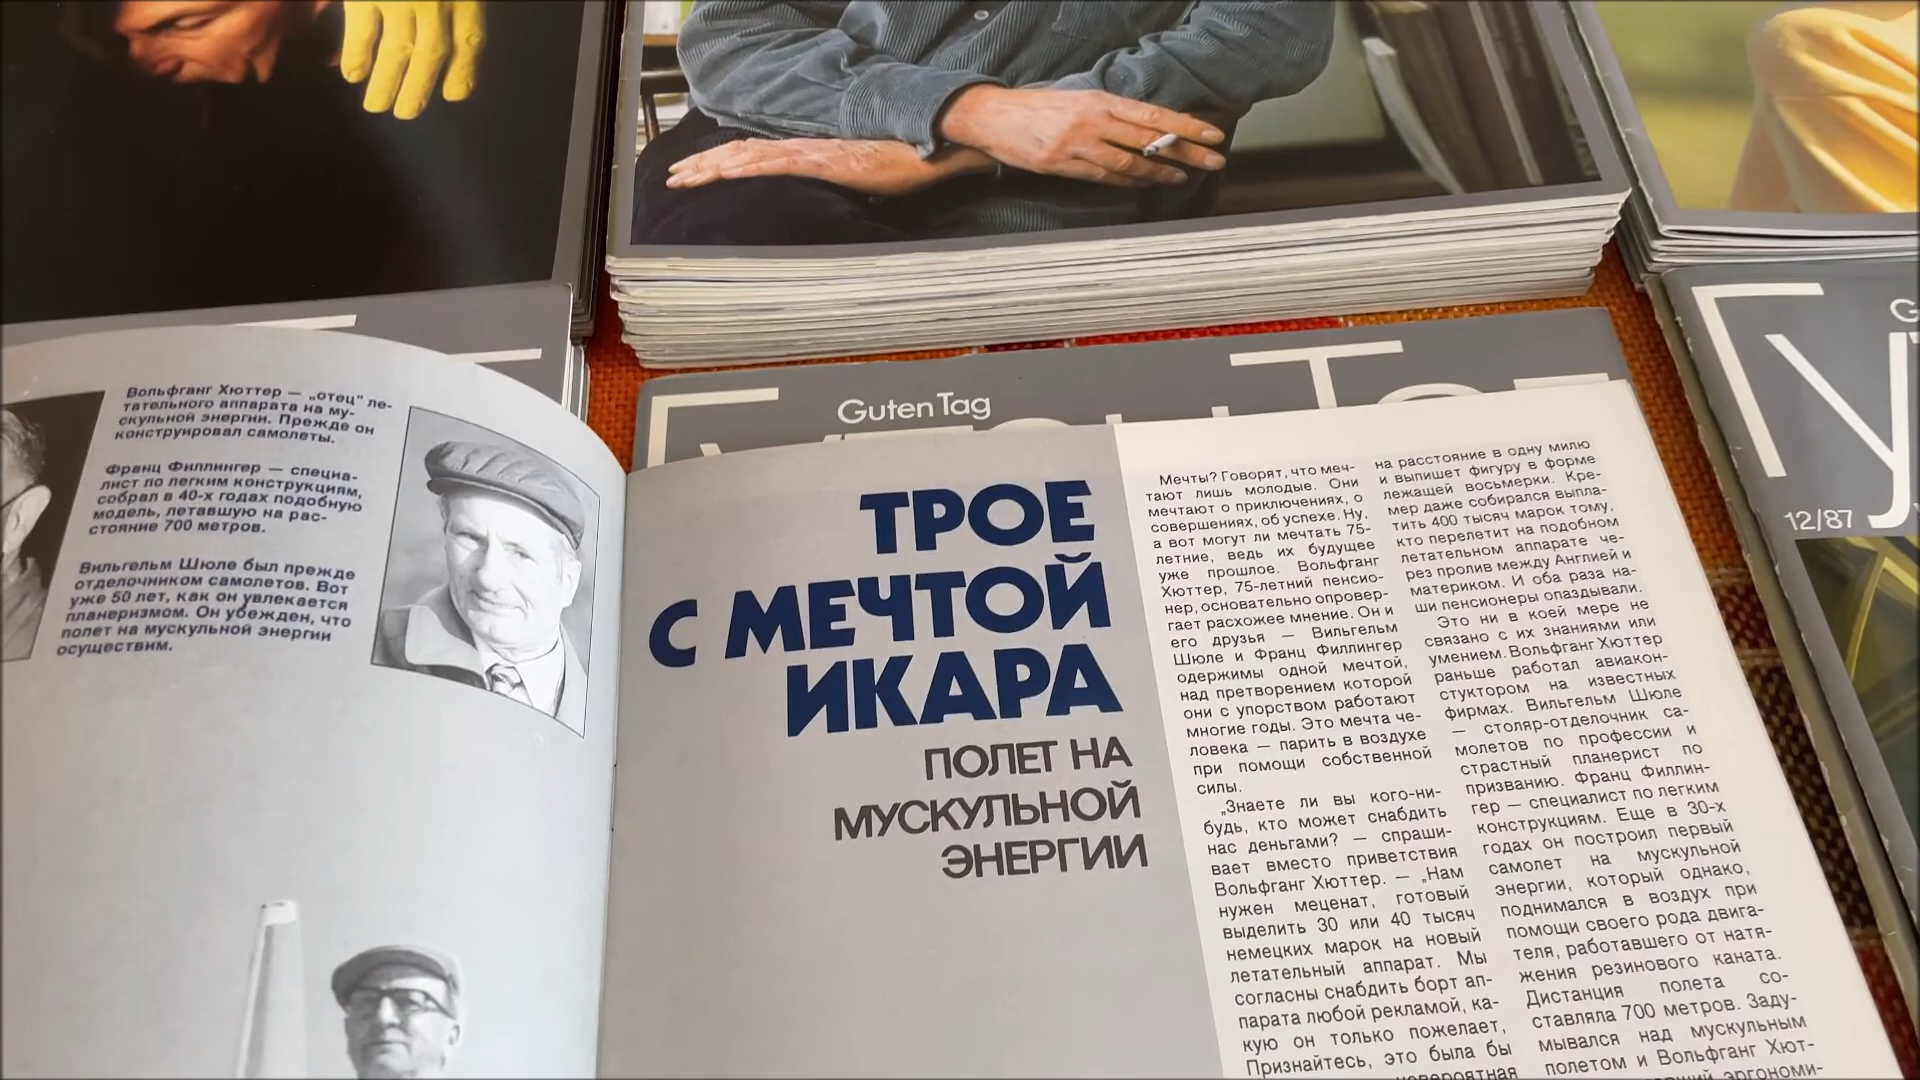 Guten Tag
12/87
Вольфганг Хюттер — „отец“ ле-
тательного аппарата на му-
скульной энергии. Прежде он
конструировал самолеты.
Франц Филлингер — специа-
лист по легким конструкциям,
собрал в 40-х годах подобную
модель, летавшую на рас-
стояние 700 метров.
Вильгельм Шюле был прежде
отделочником самолетов. Вот
уже 50 лет, как он увлекается
планеризмом. Он убежден, что
полет на мускульной энергии
осуществим.
ТРОЕ
С МЕЧТОЙ
ИКАРА
ПОЛЕТ НА
МУСКУЛЬНОЙ
ЭНЕРГИИ
Мечты? Говорят, что меч-
тают лишь молодые. Они
мечтают о приключениях, о
совершениях, об успехе. Ну,
а вот могут ли мечтать 75-
летние, ведь их будущее
уже прошлое. Вольфганг
Хюттер, 75-летний пенсио-
нер, основательно опровер-
гает расхожее мнение. Он и
его друзья — Вильгельм
Шюле и Франц Филлингер
одержимы одной мечтой,
над претворением которой
они с упорством работают
многие годы. Это мечта че-
ловека — парить в воздухе
при помощи собственной
силы.
„Знаете ли вы кого-ни-
будь, кто может снабдить
нас деньгами? — спраши-
вает вместо приветствия
Вольфганг Хюттер. — „Нам
нужен меценат, готовый
выделить 30 или 40 тысяч
немецких марок на новый
летательный аппарат. Мы
согласны снабдить борт ап-
парата любой рекламой, ка-
кую он только пожелает,
Признайтесь, это была бы
невероятная
на расстояние в одну милю
и выпишет фигуру в форме
лежащей восьмерки. Кре-
мер даже собирался выпла-
тить 400 тысяч марок тому,
кто перелетит на подобном
летательном аппарате че-
рез пролив между Англией и
материком. И оба раза на-
ши пенсионеры опаздывали.
Это ни в коей мере не
связано с их знаниями или
умением. Вольфганг Хюттер
раньше работал авиакон-
стуктором на известных
фирмах. Вильгельм Шюле
— столяр-отделочник са-
молетов по профессии и
страстный планерист по
призванию. Франц Филлин-
гер — специалист по легким
конструкциям. Еще в 30-х
годах он построил первый
самолет на мускульной
энергии, который однако,
поднимался в воздух при
помощи своего рода двига-
теля, работавшего от натя-
жения резинового каната.
Дистанция полета со-
ставляла 700 метров. Заду-
мывался над мускульным
полетом и Вольфганг Хют-
эргономи-